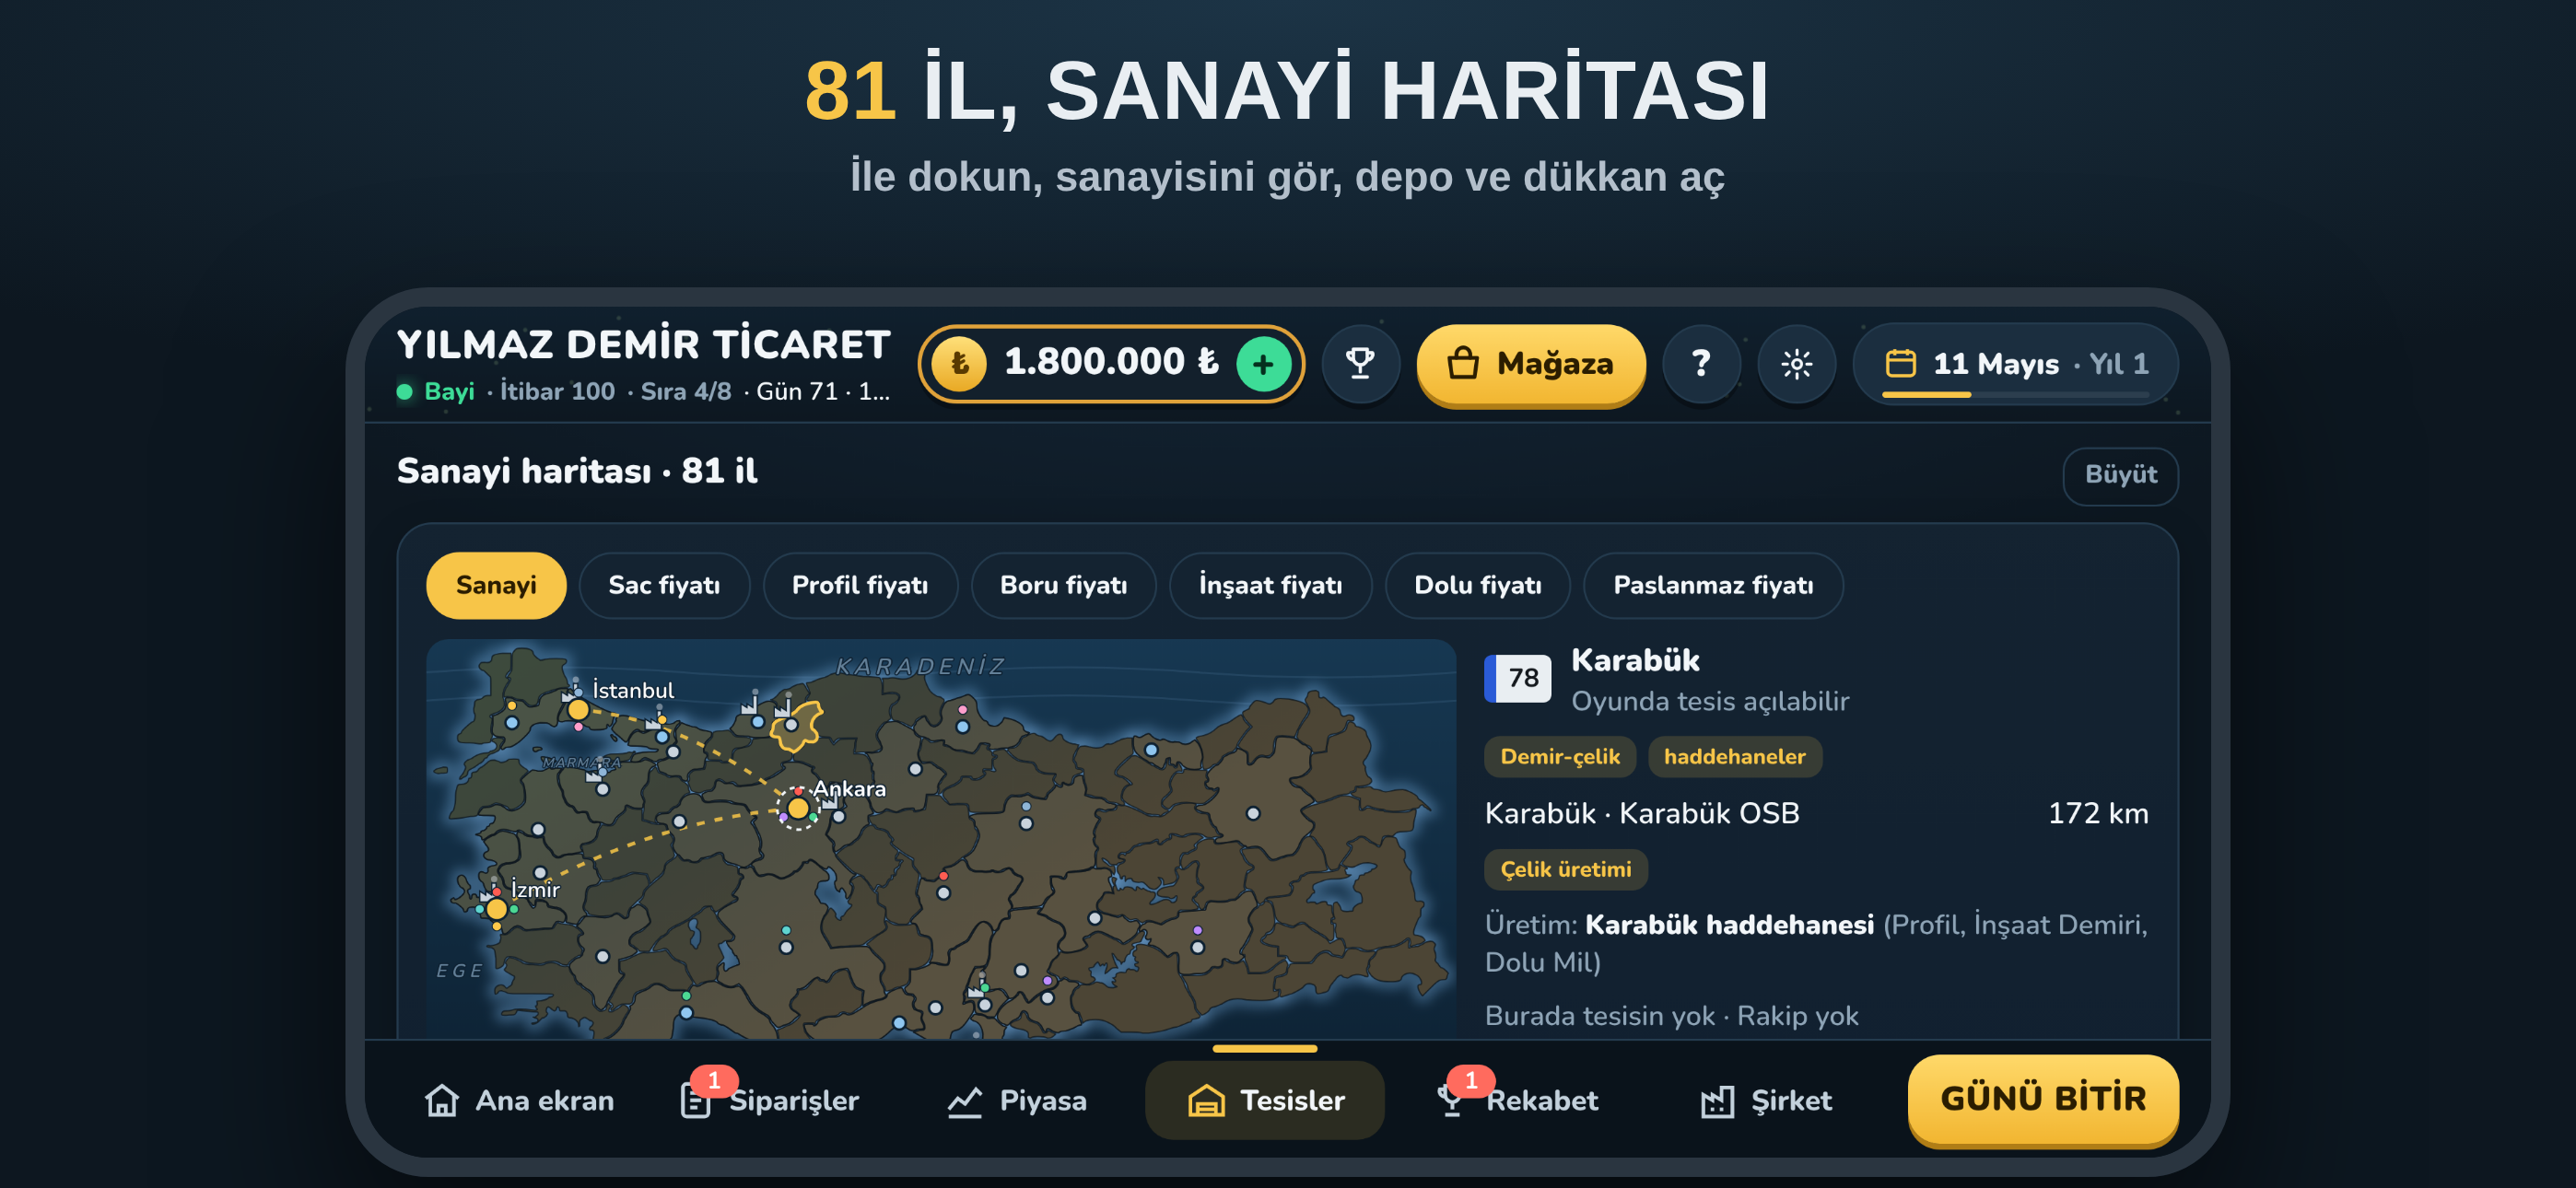 81 İL, SANAYİ HARİTASI
İle dokun, sanayisini gör, depo ve dükkan aç
YILMAZ DEMİR TİCARET
Bayi · İtibar 100 · Sıra 4/8 · Gün 71 · 1...
₺ 1.800.000 ₺ +
Mağaza
?
11 Mayıs · Yıl 1
Sanayi haritası · 81 il
Büyüt
Sanayi
Sac fiyatı
Profil fiyatı
Boru fiyatı
İnşaat fiyatı
Dolu fiyatı
Paslanmaz fiyatı
KARADENİZ
İstanbul
MARMARA
Ankara
İzmir
EGE
78
Karabük
Oyunda tesis açılabilir
Demir-çelik
haddehaneler
Karabük · Karabük OSB
172 km
Çelik üretimi
Üretim: Karabük haddehanesi (Profil, İnşaat Demiri,
Dolu Mil)
Burada tesisin yok · Rakip yok
Ana ekran
1
Siparişler
Piyasa
Tesisler
1
Rekabet
Şirket
GÜNÜ BİTİR